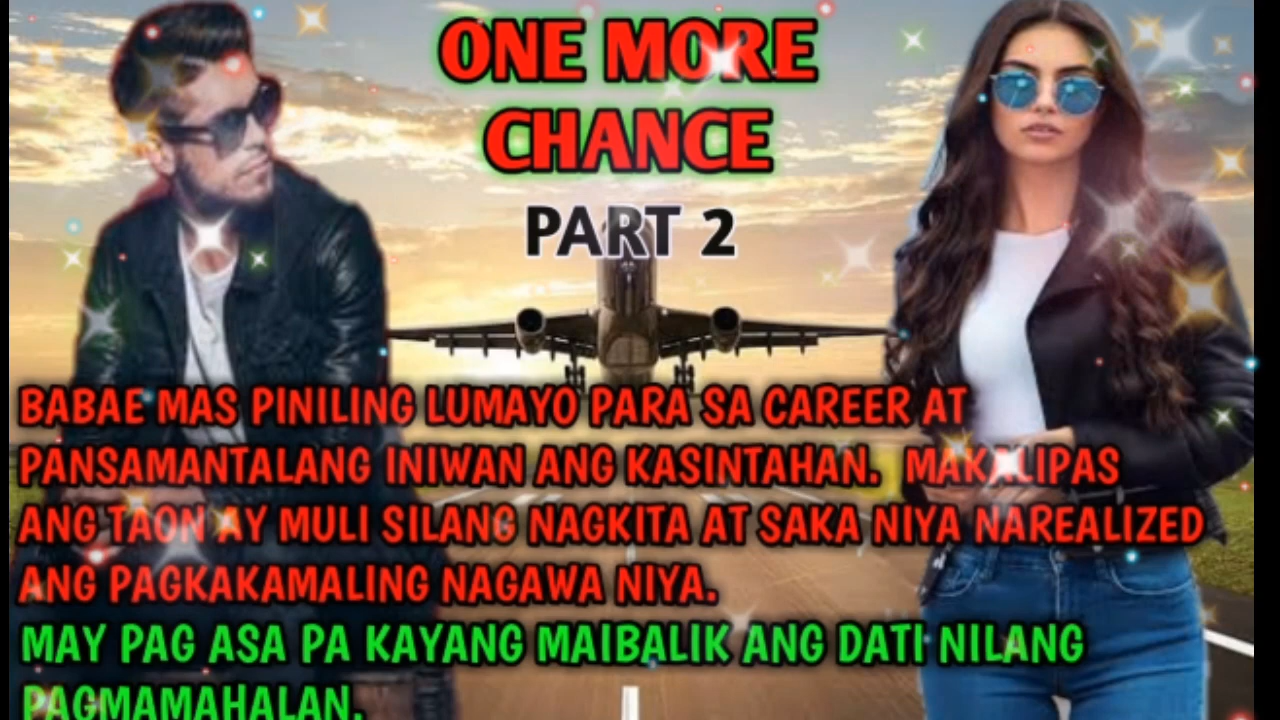 ONE MORE
CHANCE
PART 2
BABAE MAS PINILING LUMAYO PARA SA CAREER AT
PANSAMANTALANG INIWAN ANG KASINTAHAN. MAKALIPAS
ANG TAON AY MULI SILANG NAGKITA AT SAKA NIYA NAREALIZED
ANG PAGKAKAMALING NAGAWA NIYA.
MAY PAG ASA PA KAYANG MAIBALIK ANG DATI NILANG
PAGMAMAHALAN.